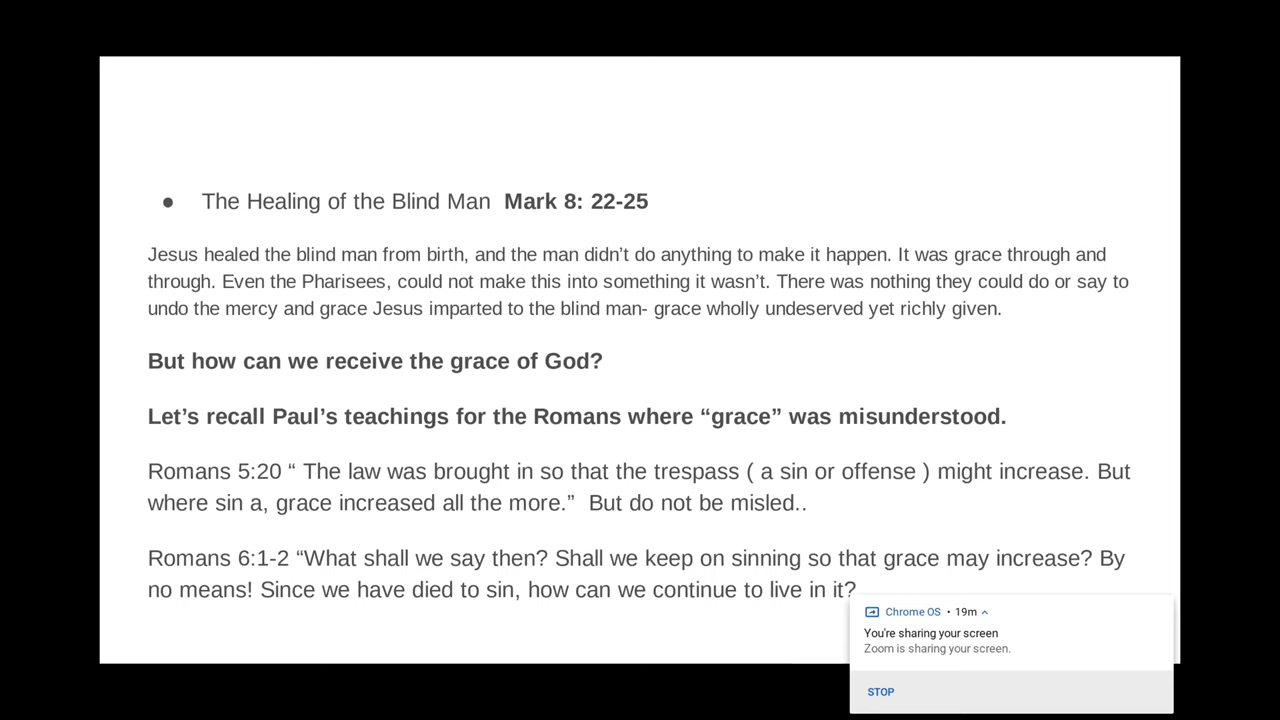 ● The Healing of the Blind Man Mark 8: 22-25
Jesus healed the blind man from birth, and the man didn’t do anything to make it happen. It was grace through and
through. Even the Pharisees, could not make this into something it wasn’t. There was nothing they could do or say to
undo the mercy and grace Jesus imparted to the blind man- grace wholly undeserved yet richly given.
But how can we receive the grace of God?
Let’s recall Paul’s teachings for the Romans where “grace” was misunderstood.
Romans 5:20 “ The law was brought in so that the trespass ( a sin or offense ) might increase. But
where sin a, grace increased all the more.” But do not be misled..
Romans 6:1-2 “What shall we say then? Shall we keep on sinning so that grace may increase? By
no means! Since we have died to sin, how can we continue to live in it?
Chrome OS • 19m
You're sharing your screen
Zoom is sharing your screen.
STOP